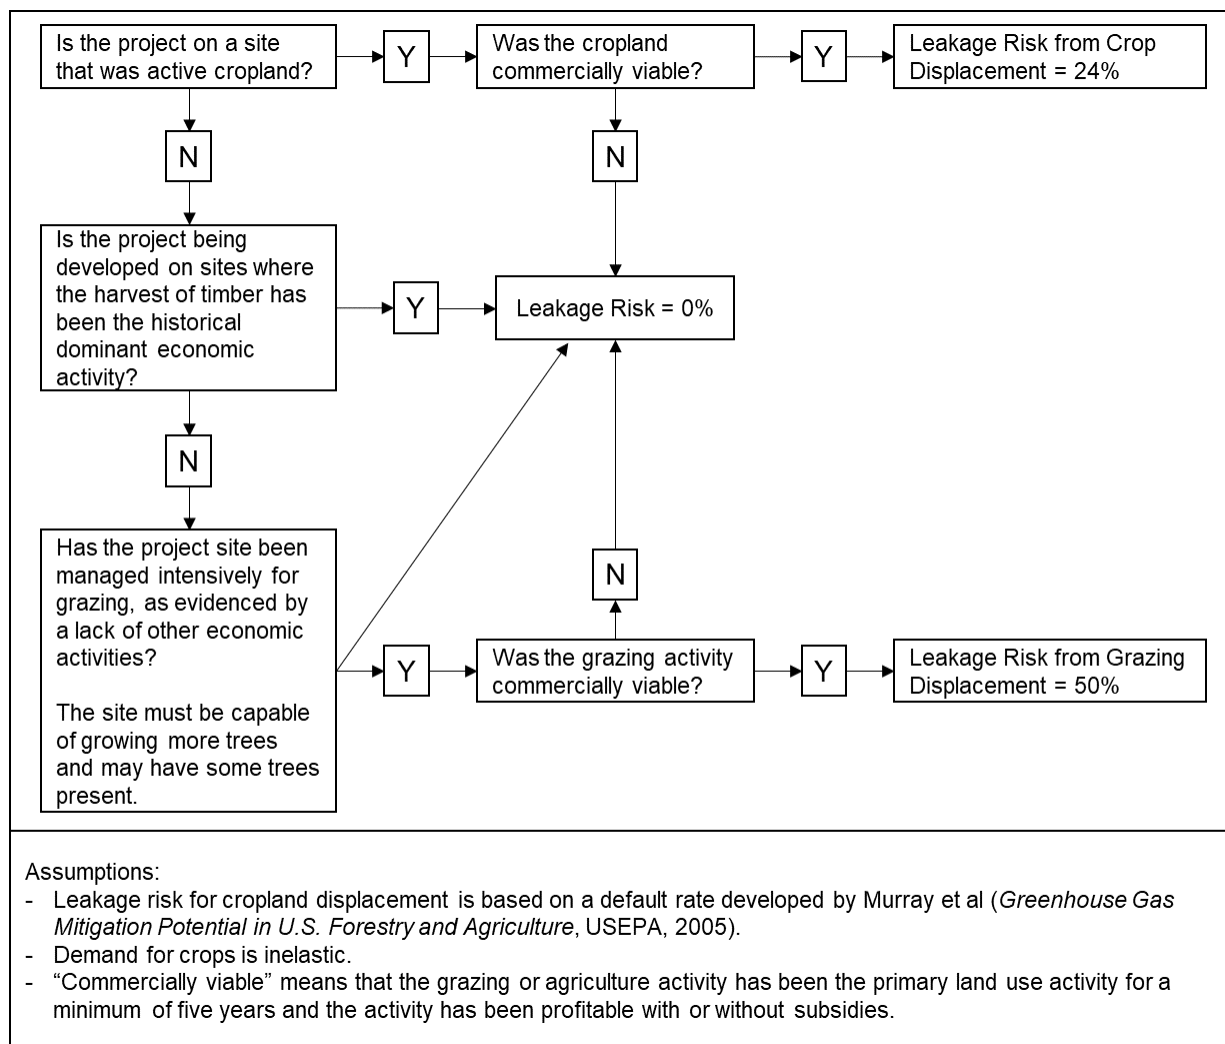 Is the project on a site
that was active cropland?
Y
Was the cropland
commercially viable?
Y
Leakage Risk from Crop
Displacement = 24%
N
N
Is the project being
developed on sites where
the harvest of timber has
been the historical
dominant economic
activity?
Y
Leakage Risk = 0%
N
Has the project site been
managed intensively for
grazing, as evidenced by
a lack of other economic
activities?
The site must be capable
of growing more trees
and may have some trees
present.
N
Y
Was the grazing activity
commercially viable?
Y
Leakage Risk from Grazing
Displacement = 50%
Assumptions:
- Leakage risk for cropland displacement is based on a default rate developed by Murray et al (Greenhouse Gas
Mitigation Potential in U.S. Forestry and Agriculture, USEPA, 2005).
- Demand for crops is inelastic.
- “Commercially viable” means that the grazing or agriculture activity has been the primary land use activity for a
minimum of five years and the activity has been profitable with or without subsidies.